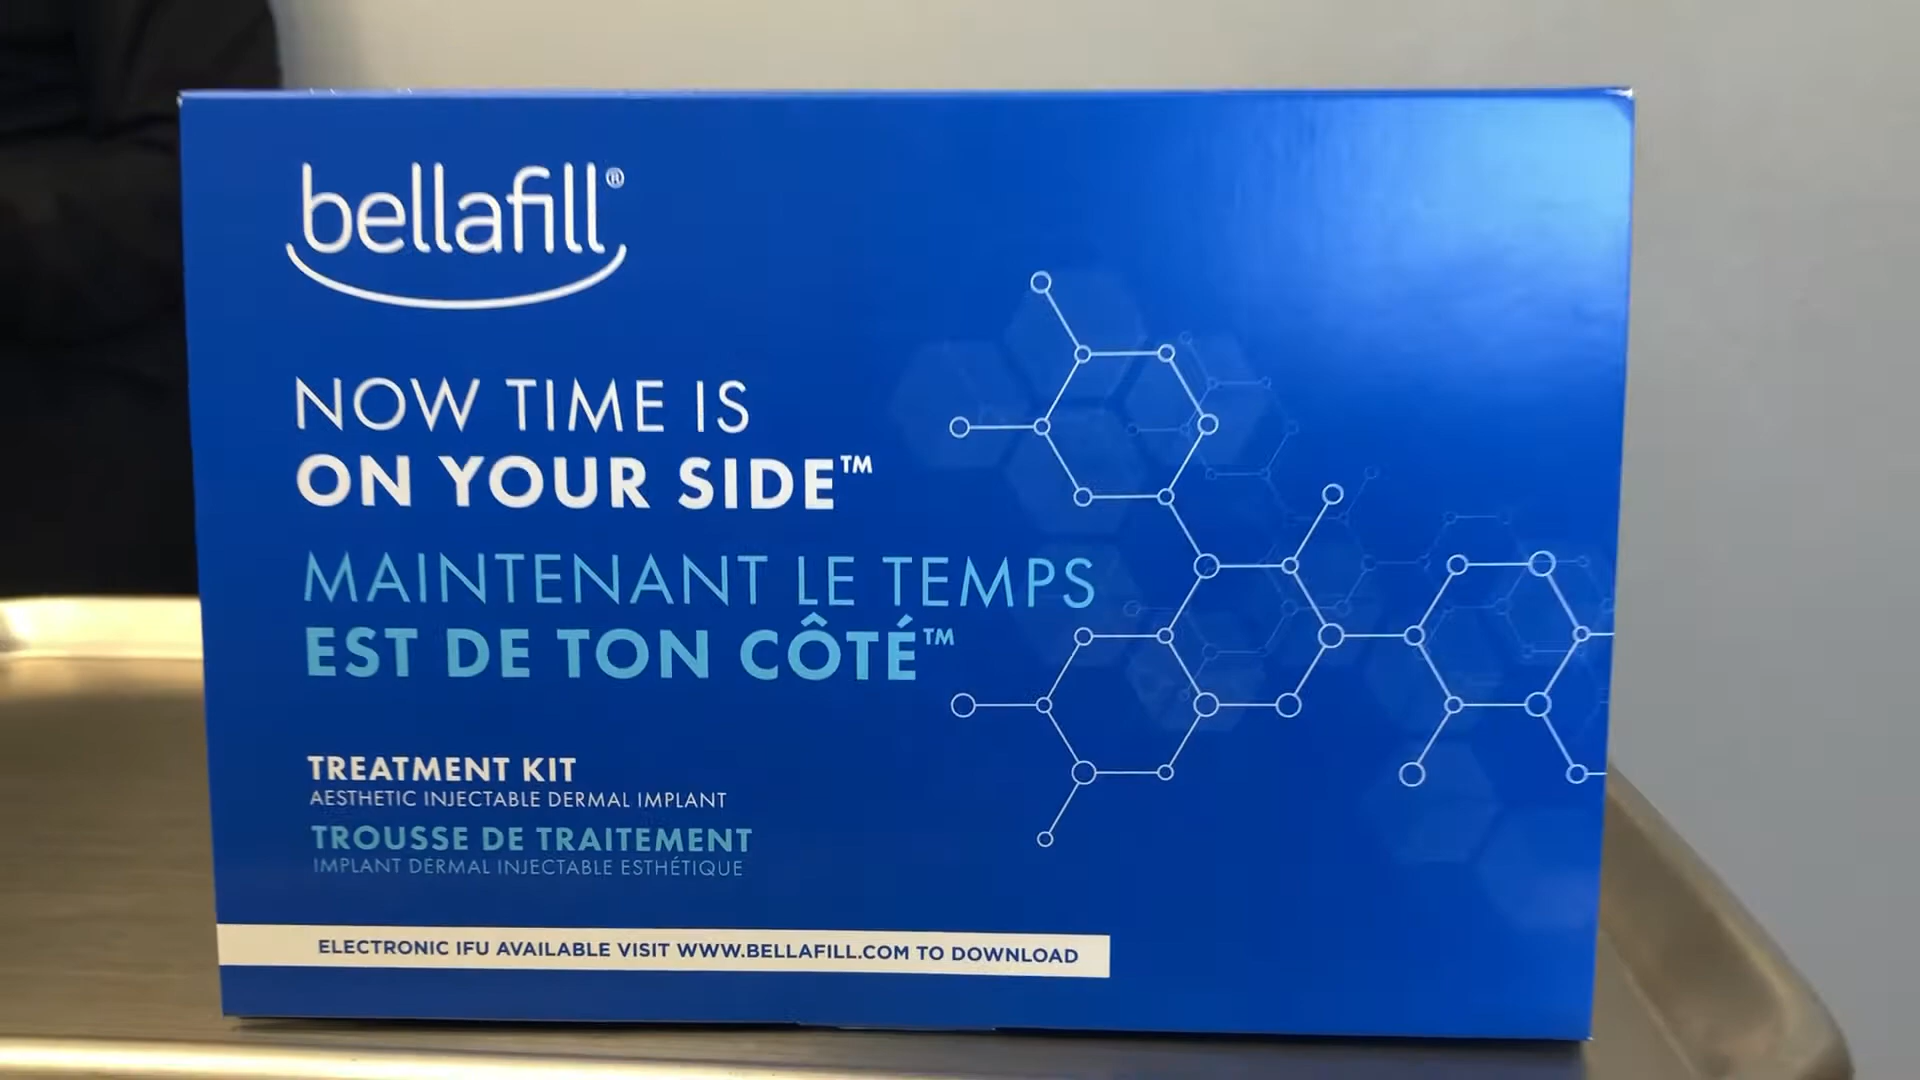 bellafill®
NOW TIME IS
ON YOUR SIDE™
MAINTENANT LE TEMPS
EST DE TON CÔTÉ™
TREATMENT KIT
AESTHETIC INJECTABLE DERMAL IMPLANT
TROUSSE DE TRAITEMENT
IMPLANT DERMAL INJECTABLE ESTHÉTIQUE
ELECTRONIC IFU AVAILABLE VISIT WWW.BELLAFILL.COM TO DOWNLOAD